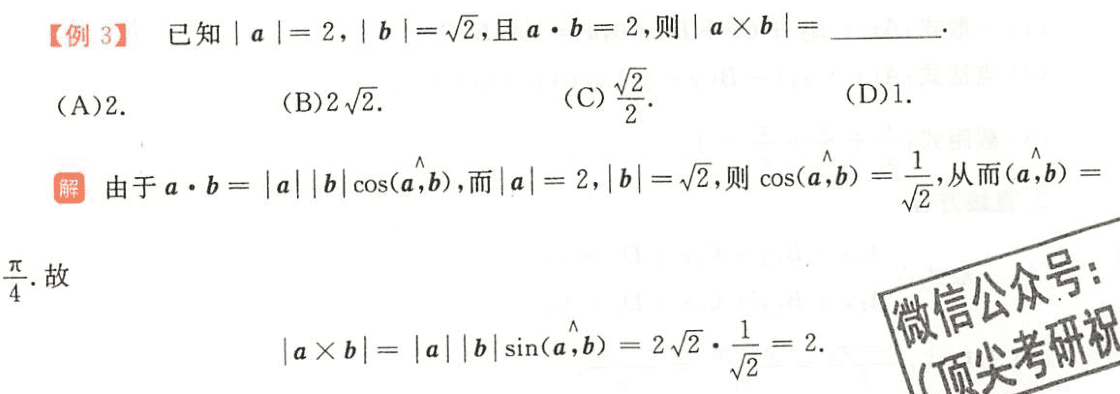 【例 3】 已知 | a | = 2, | b | = √2,且 a · b = 2,则 | a × b | = ________.
(A)2. (B)2√2. (C)√2/2. (D)1.
解 由于 a · b = |a| |b| cos(a,^b),而 |a| = 2, |b| = √2,则 cos(a,^b) = 1/√2,从而(a,^b) =
π/4.故
|a × b| = |a| |b| sin(a,^b) = 2√2 · 1/√2 = 2.
微信公众号:
(顶尖考研祝